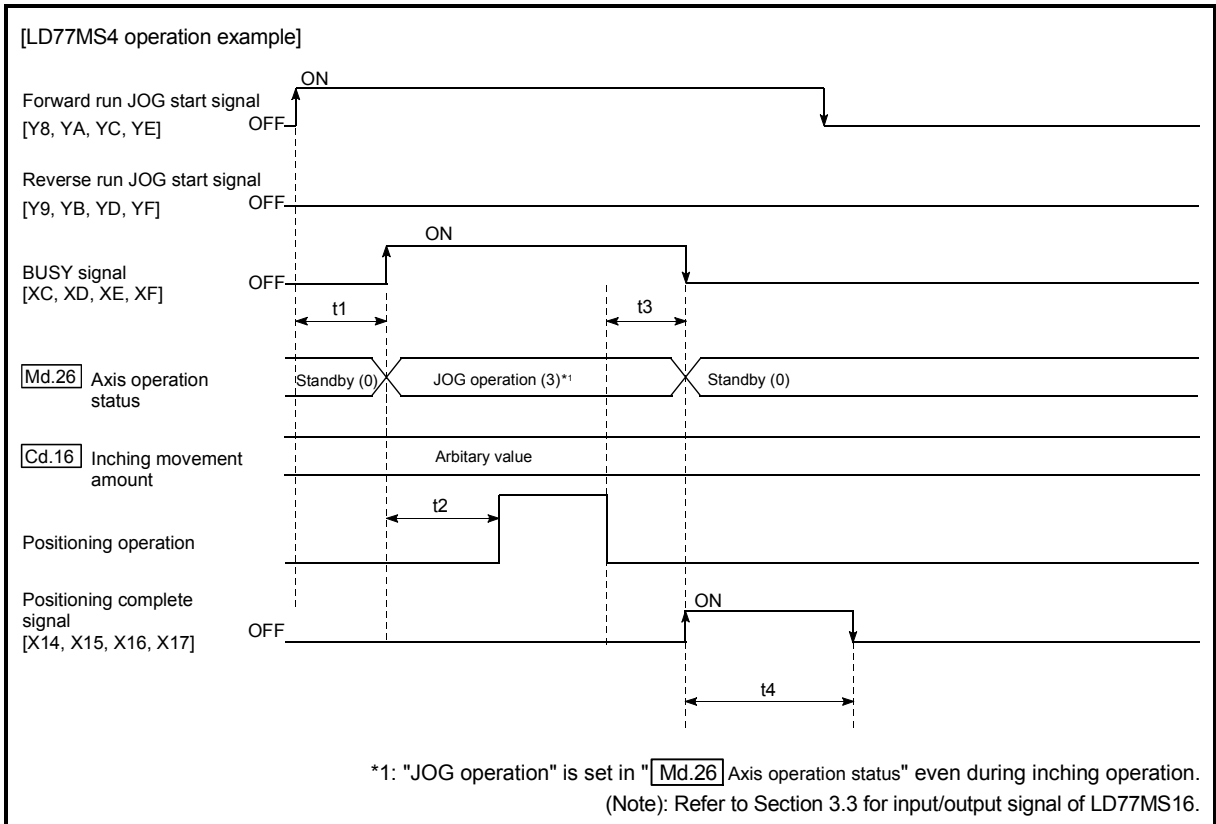 [LD77MS4 operation example]
ON
Forward run JOG start signal
[Y8, YA, YC, YE]
OFF
Reverse run JOG start signal
[Y9, YB, YD, YF]
OFF
ON
BUSY signal
[XC, XD, XE, XF]
OFF
t1
t3
Md.26 Axis operation
status
Standby (0)
JOG operation (3)*1
Standby (0)
Cd.16 Inching movement
amount
Arbitary value
t2
Positioning operation
Positioning complete
signal
[X14, X15, X16, X17]
OFF
ON
t4
*1: "JOG operation" is set in " Md.26 Axis operation status" even during inching operation.
(Note): Refer to Section 3.3 for input/output signal of LD77MS16.